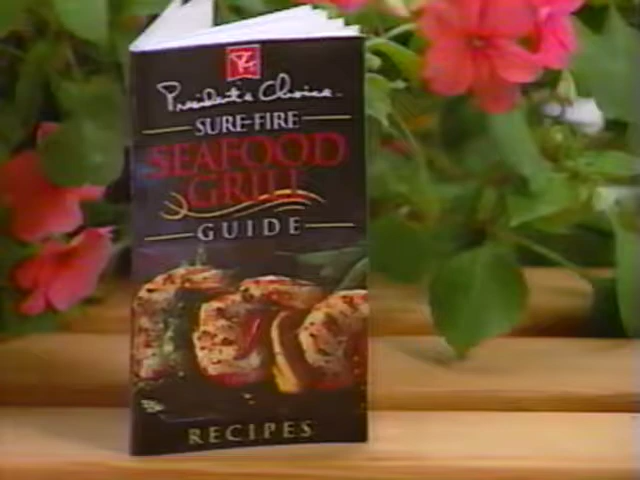 PC
President's Choice
SURE-FIRE
SEAFOOD
GRILL
GUIDE
RECIPES